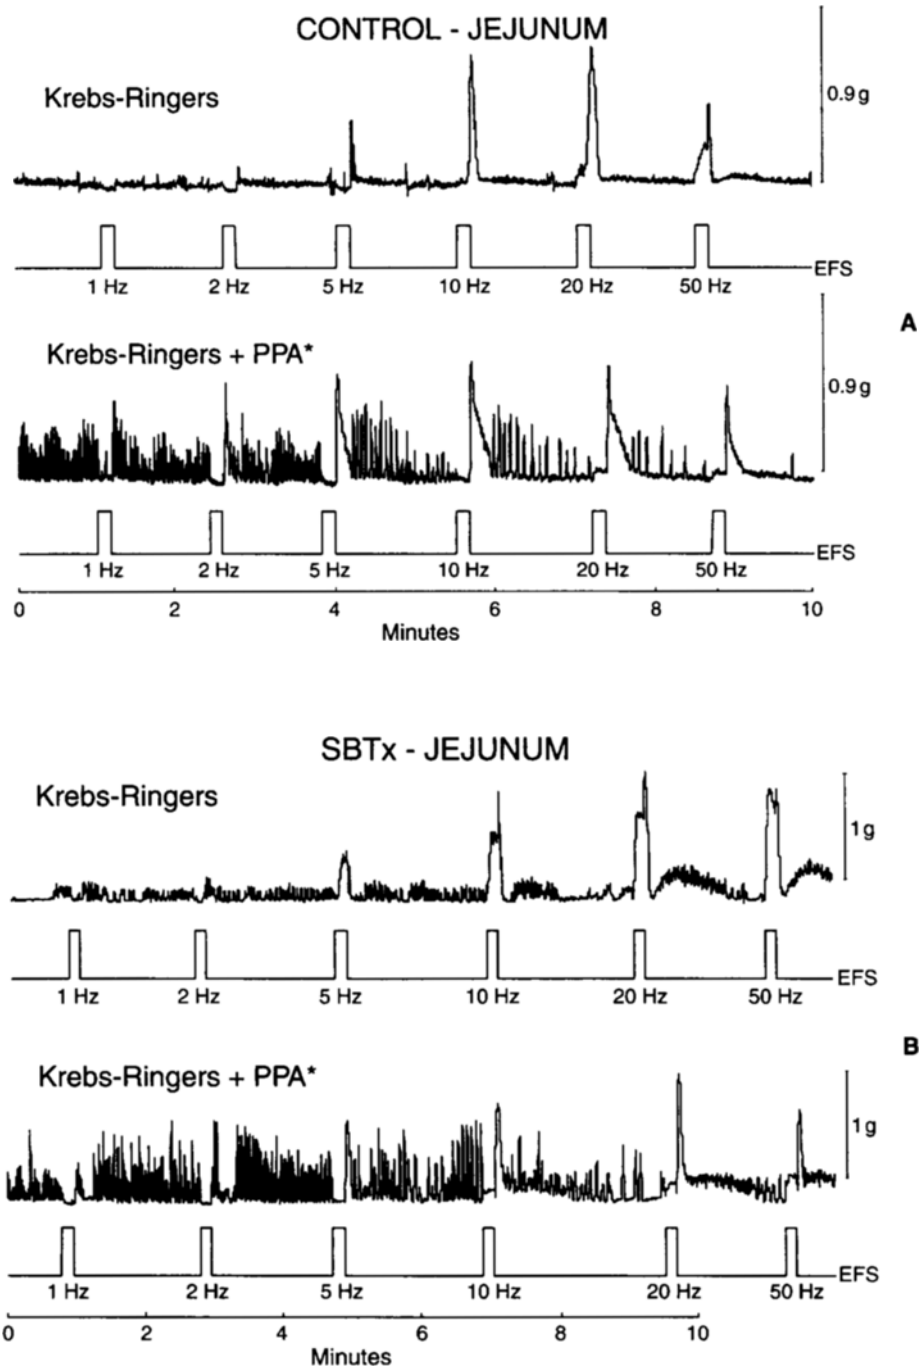 CONTROL - JEJUNUM
Krebs-Ringers
0.9 g
EFS
1 Hz 2 Hz 5 Hz 10 Hz 20 Hz 50 Hz
A
Krebs-Ringers + PPA*
0.9 g
EFS
1 Hz 2 Hz 5 Hz 10 Hz 20 Hz 50 Hz
0 2 4 6 8 10
Minutes
SBTx - JEJUNUM
Krebs-Ringers
1 g
EFS
1 Hz 2 Hz 5 Hz 10 Hz 20 Hz 50 Hz
B
Krebs-Ringers + PPA*
1 g
EFS
1 Hz 2 Hz 5 Hz 10 Hz 20 Hz 50 Hz
0 2 4 6 8 10
Minutes